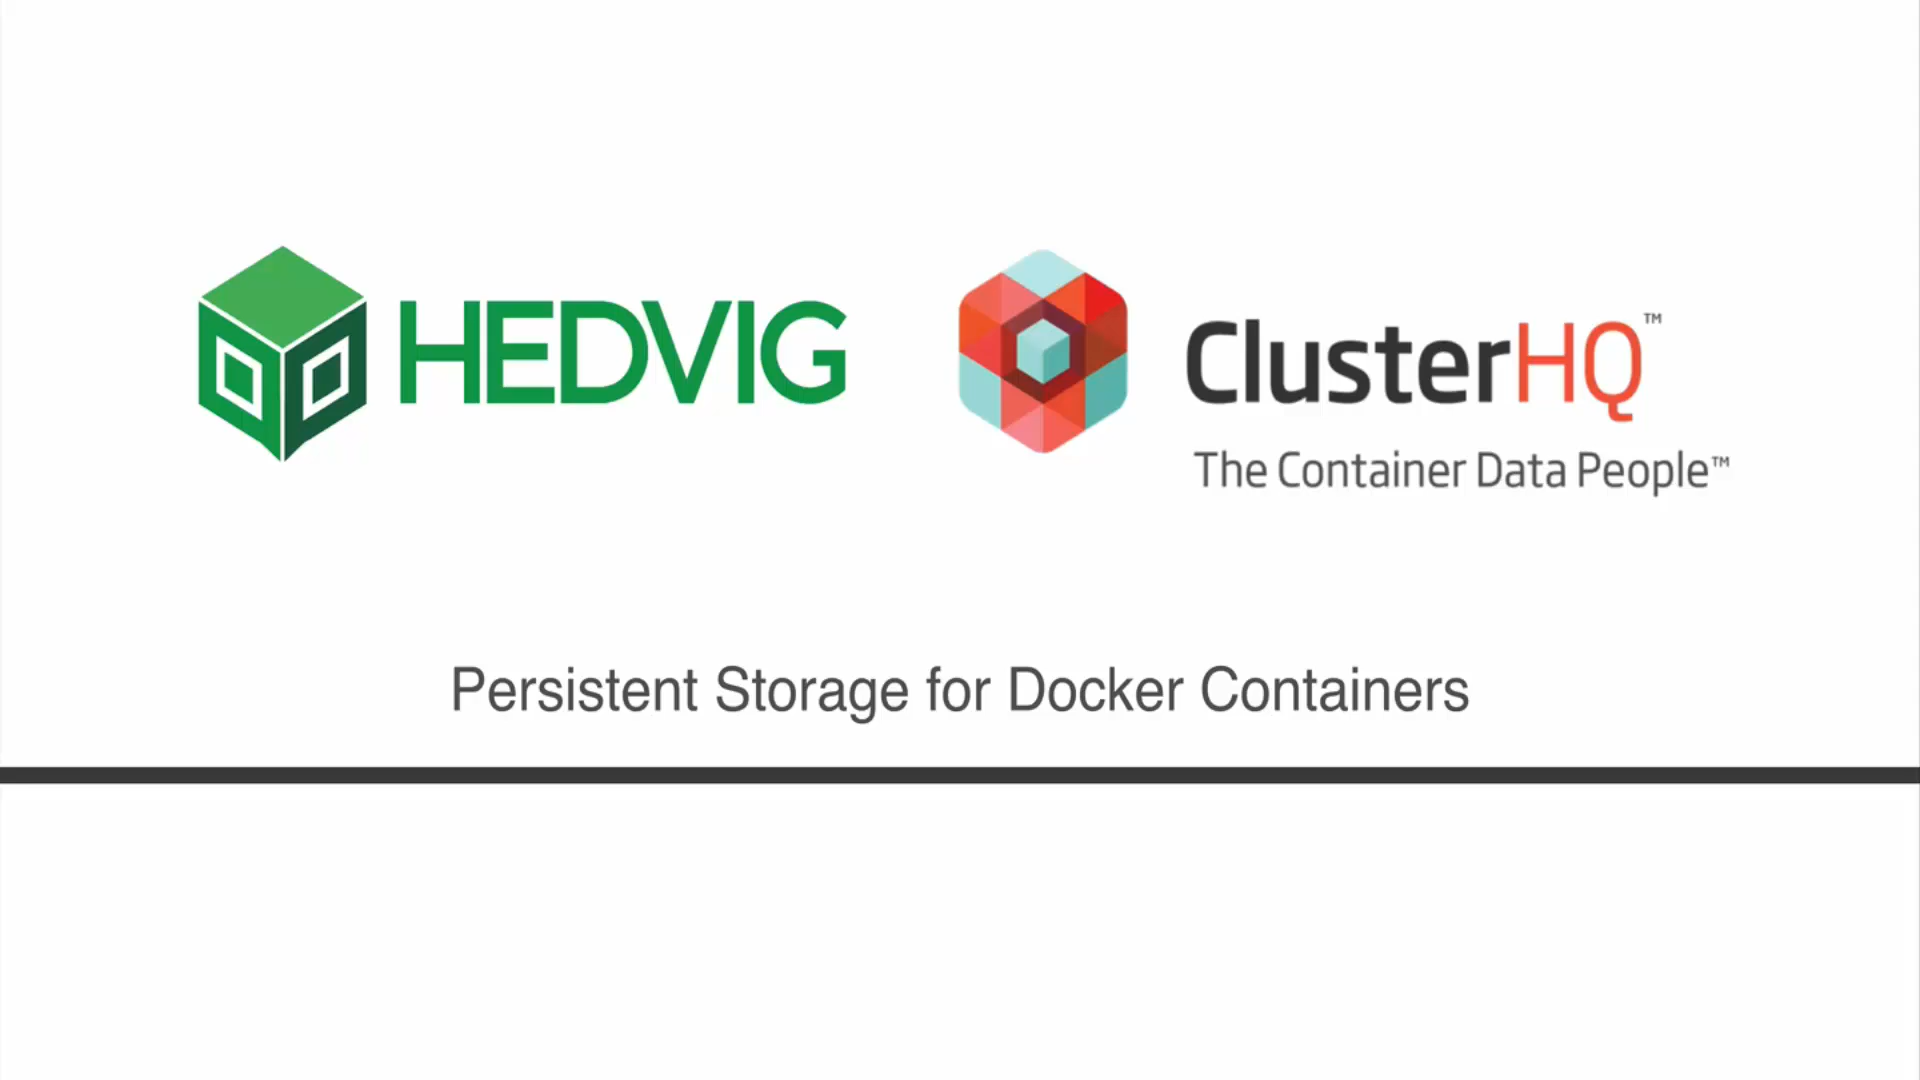 HEDVIG
ClusterHQ™
The Container Data People™
Persistent Storage for Docker Containers